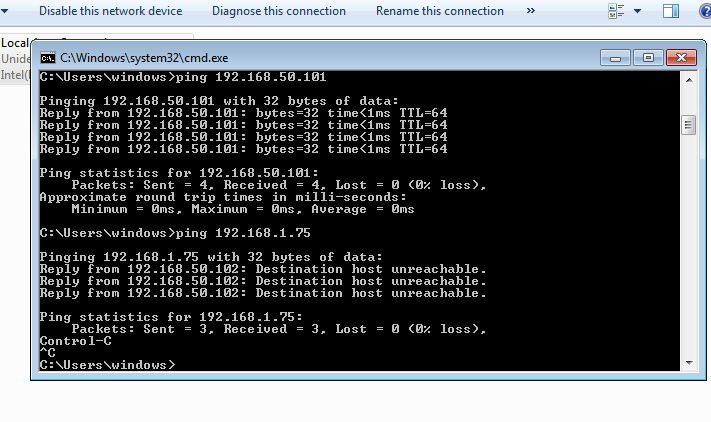 Disable this network device Diagnose this connection Rename this connection »
Local
Unide
Intel(
C:\Windows\system32\cmd.exe
C:\Users\windows>ping 192.168.50.101
Pinging 192.168.50.101 with 32 bytes of data:
Reply from 192.168.50.101: bytes=32 time<1ms TTL=64
Reply from 192.168.50.101: bytes=32 time<1ms TTL=64
Reply from 192.168.50.101: bytes=32 time<1ms TTL=64
Reply from 192.168.50.101: bytes=32 time<1ms TTL=64
Ping statistics for 192.168.50.101:
Packets: Sent = 4, Received = 4, Lost = 0 (0% loss),
Approximate round trip times in milli-seconds:
Minimum = 0ms, Maximum = 0ms, Average = 0ms
C:\Users\windows>ping 192.168.1.75
Pinging 192.168.1.75 with 32 bytes of data:
Reply from 192.168.50.102: Destination host unreachable.
Reply from 192.168.50.102: Destination host unreachable.
Reply from 192.168.50.102: Destination host unreachable.
Ping statistics for 192.168.1.75:
Packets: Sent = 3, Received = 3, Lost = 0 (0% loss),
Control-C
^C
C:\Users\windows>